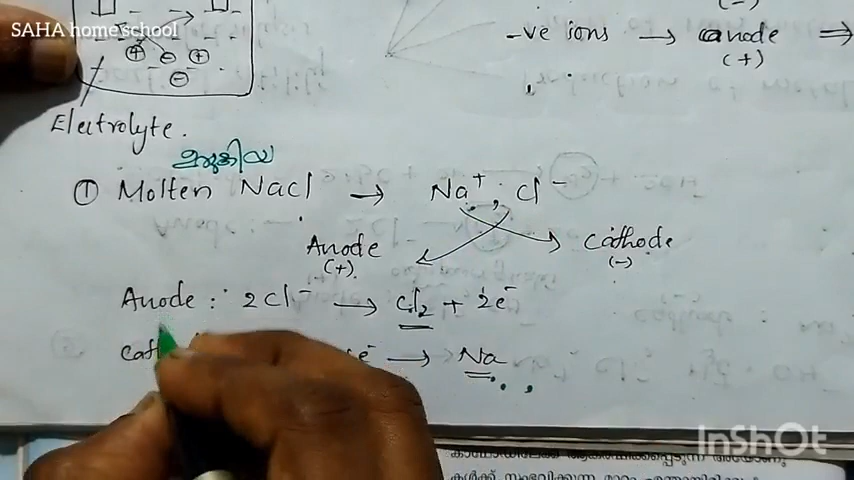 SAHA home school
(-)
-ve ions → anode ⇒
(+)
Electrolyte.
ഉരുകിയ
① Molten NaCl → Na⁺, Cl⁻
Anode Cathode
(+) (-)
Anode : 2Cl⁻ → Cl₂ + 2e⁻
e⁻ → Na
InShOt